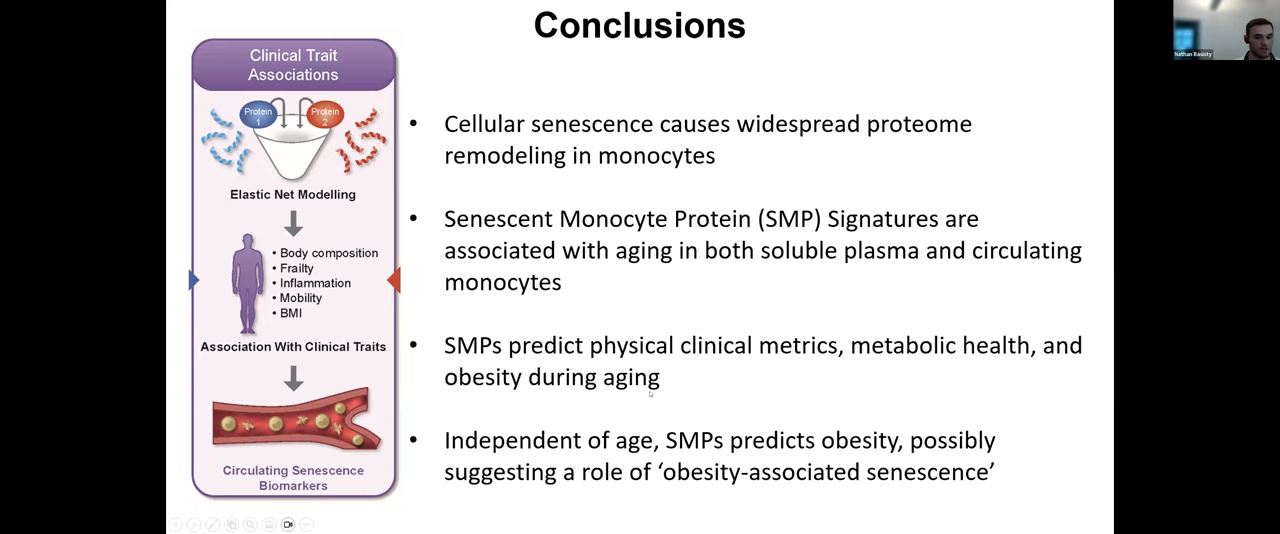 Conclusions
Clinical Trait
Associations
Protein
1
Protein
2
Elastic Net Modelling
• Body composition
• Frailty
• Inflammation
• Mobility
• BMI
Association With Clinical Traits
Circulating Senescence
Biomarkers
• Cellular senescence causes widespread proteome
remodeling in monocytes
• Senescent Monocyte Protein (SMP) Signatures are
associated with aging in both soluble plasma and circulating
monocytes
• SMPs predict physical clinical metrics, metabolic health, and
obesity during aging
• Independent of age, SMPs predicts obesity, possibly
suggesting a role of ‘obesity-associated senescence’
Nathan Basisty